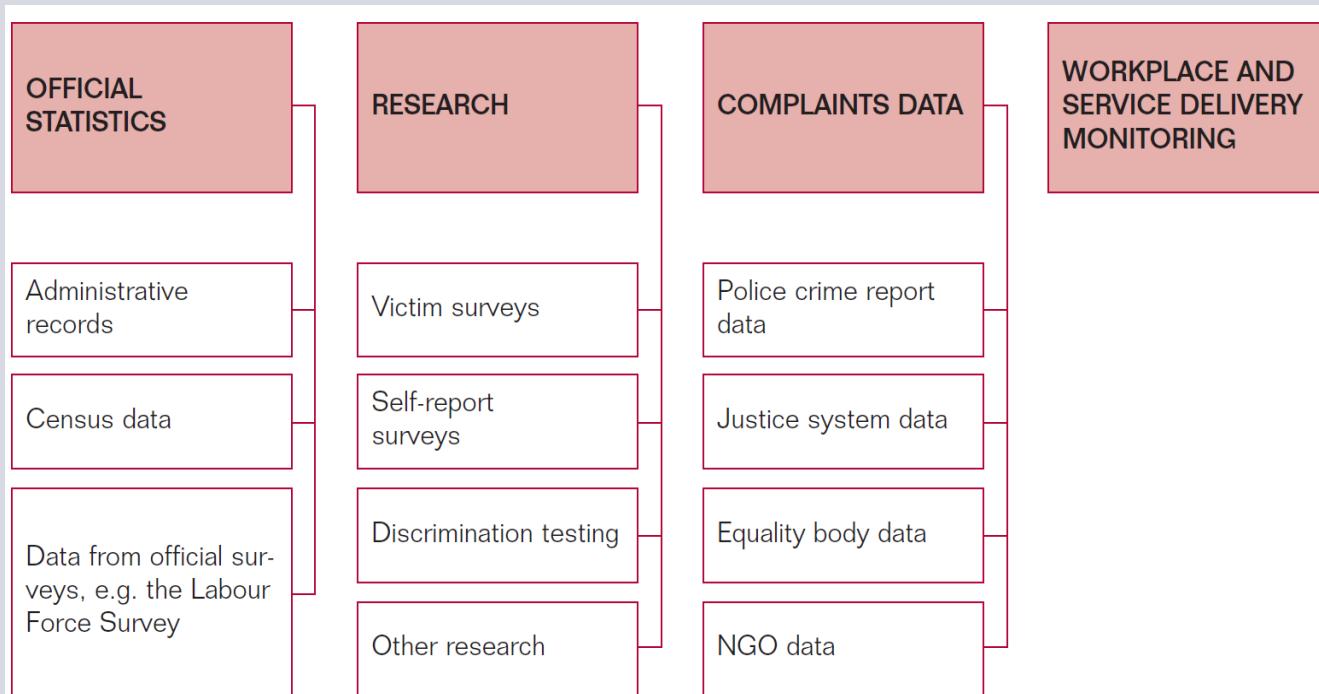 OFFICIAL
STATISTICS
RESEARCH
COMPLAINTS DATA
WORKPLACE AND
SERVICE DELIVERY
MONITORING
Administrative
records
Victim surveys
Police crime report
data
Census data
Self-report
surveys
Justice system data
Data from official sur-
veys, e.g. the Labour
Force Survey
Discrimination testing
Equality body data
Other research
NGO data